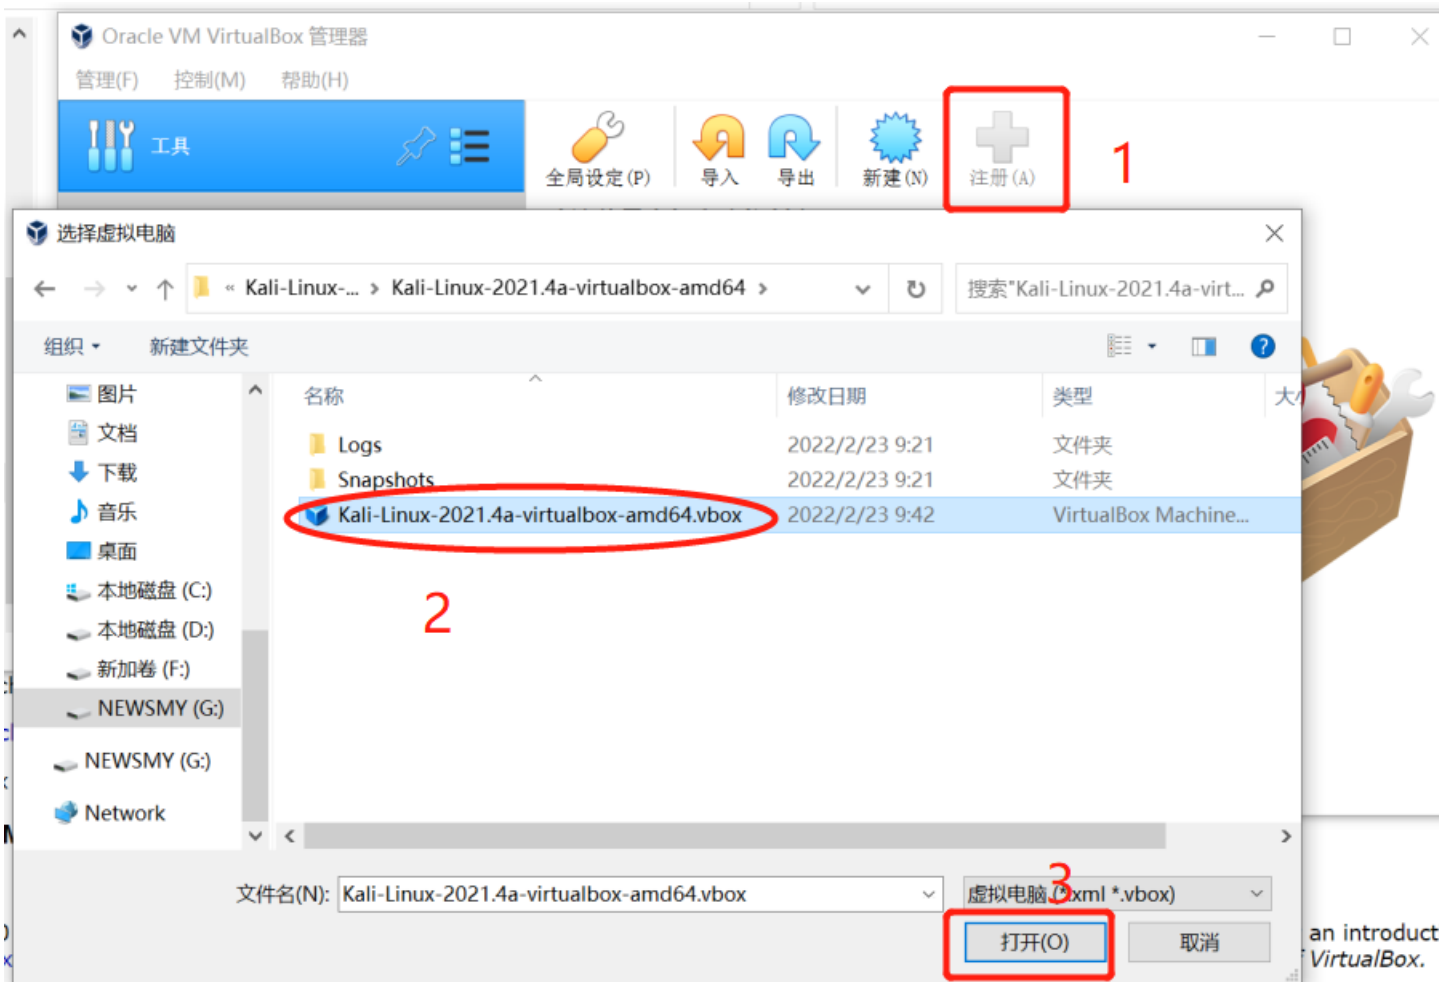 Oracle VM VirtualBox 管理器
管理(F) 控制(M) 帮助(H)
工具
全局设定(P) 导入 导出 新建(N) 注册(A)
1
选择虚拟电脑
« Kali-Linux-... › Kali-Linux-2021.4a-virtualbox-amd64 ›
搜索"Kali-Linux-2021.4a-virt...
组织 新建文件夹
名称 修改日期 类型
图片
文档
下载
音乐
桌面
本地磁盘 (C:)
本地磁盘 (D:)
新加卷 (F:)
NEWSMY (G:)
NEWSMY (G:)
Network
Logs 2022/2/23 9:21 文件夹
Snapshots 2022/2/23 9:21 文件夹
Kali-Linux-2021.4a-virtualbox-amd64.vbox 2022/2/23 9:42 VirtualBox Machine...
2
3
文件名(N): Kali-Linux-2021.4a-virtualbox-amd64.vbox 虚拟电脑 (*.xml *.vbox)
打开(O) 取消
an introduct
VirtualBox.